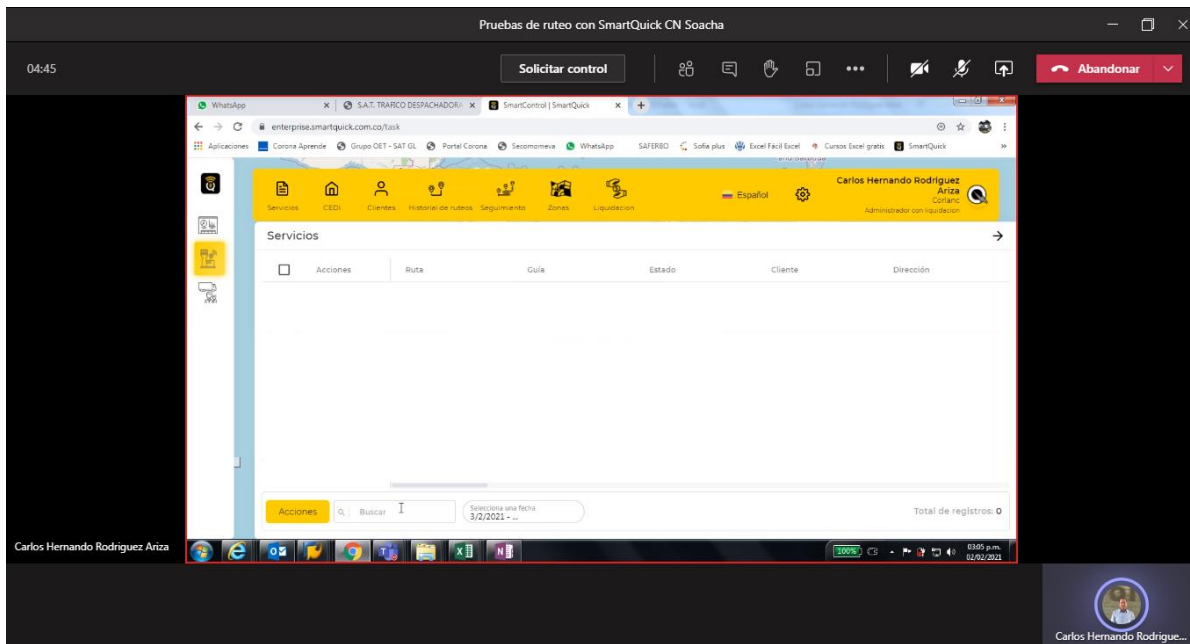 Pruebas de ruteo con SmartQuick CN Soacha
04:45
Solicitar control
Abandonar
WhatsApp
S.A.T. TRAFICO DESPACHADOR
SmartControl | SmartQuick
enterprise.smartquick.com.co/task
Aplicaciones
Corona Aprende
Grupo OET - SAT GL
Portal Corona
Secomomeva
WhatsApp
SAFERBO
Sofia plus
Excel Fácil Excel
Cursos Excel gratis
SmartQuick
Servicios
CEDI
Clientes
Historial de ruteos
Seguimiento
Zonas
Liquidacion
Español
Carlos Hernando Rodriguez
Ariza
Corlanc
Administrador con liquidacion
Servicios
Acciones
Ruta
Guía
Estado
Cliente
Dirección
Acciones
Buscar
Selecciona una fecha
3/2/2021 - ...
Total de registros: 0
Carlos Hernando Rodriguez Ariza
100%
03:05 p.m.
02/02/2021
Carlos Hernando Rodrigue...